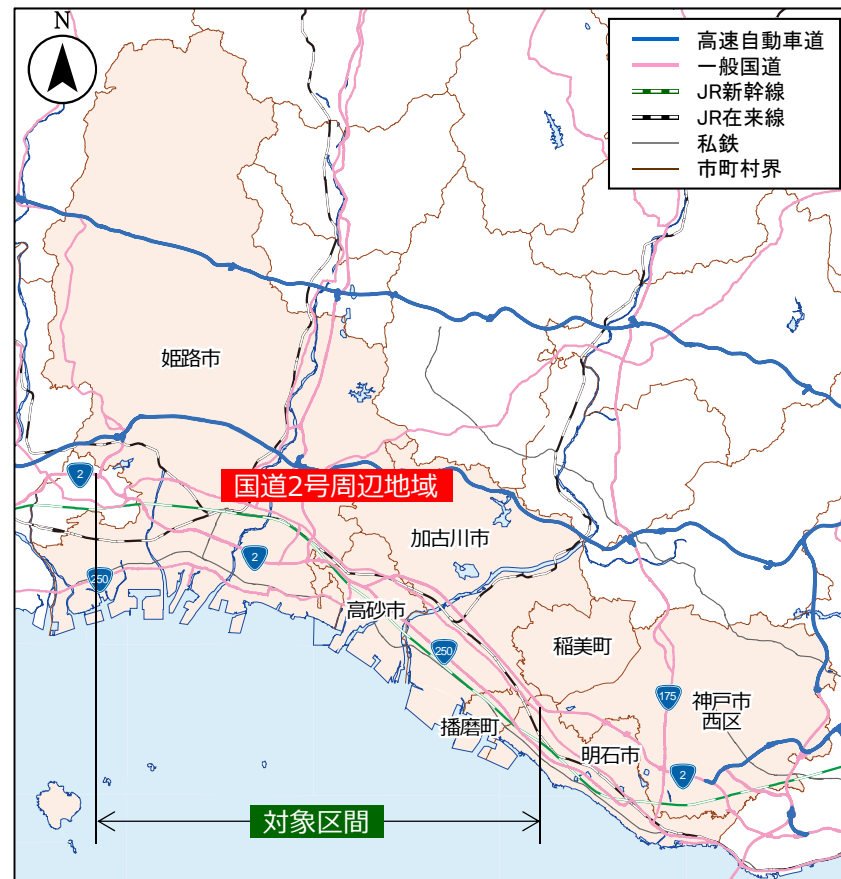 N
高速自動車道
一般国道
JR新幹線
JR在来線
私鉄
市町村界
姫路市
2
国道2号周辺地域
加古川市
2
250
高砂市
稲美町
250
175
神戸市
西区
播磨町
明石市
2
対象区間